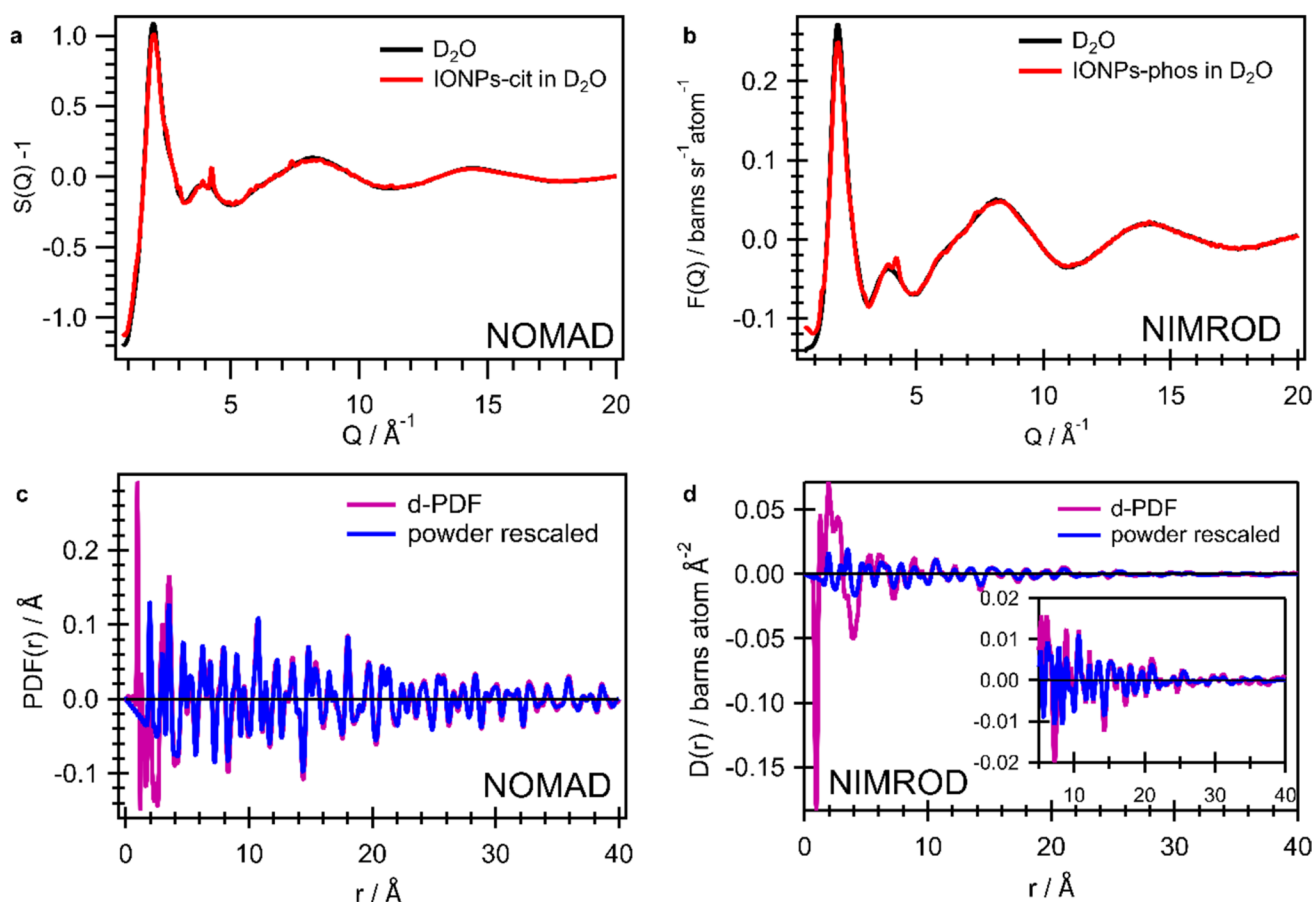 a
1.0
0.5
0.0
-0.5
-1.0
S(Q) -1
D₂O
IONPs-cit in D₂O
NOMAD
5
10
15
20
Q / Å⁻¹
b
0.2
0.1
0.0
-0.1
F(Q) / barns sr⁻¹ atom⁻¹
D₂O
IONPs-phos in D₂O
NIMROD
5
10
15
20
Q / Å⁻¹
c
0.2
0.1
0.0
-0.1
PDF(r) / Å
d-PDF
powder rescaled
NOMAD
0
10
20
30
40
r / Å
d
0.05
0.00
-0.05
-0.10
-0.15
D(r) / barns atom Å⁻²
d-PDF
powder rescaled
0.02
0.01
0.00
-0.01
-0.02
10
20
30
40
NIMROD
0
10
20
30
40
r / Å